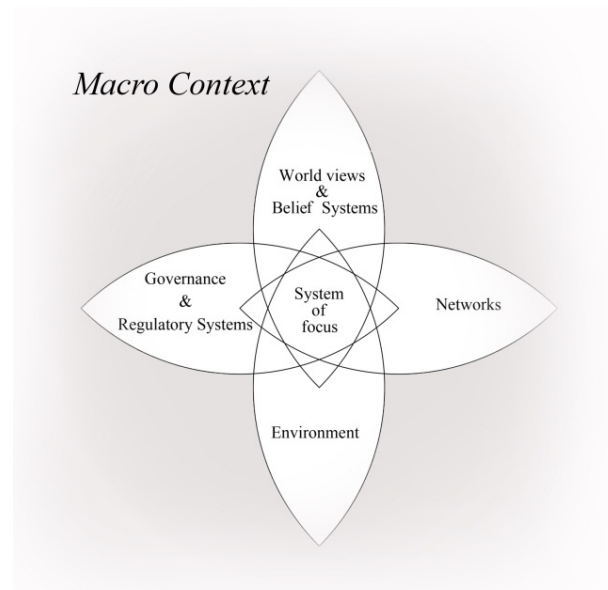 Macro Context
World views
&
Belief Systems
Governance
&
Regulatory Systems
System
of
focus
Networks
Environment